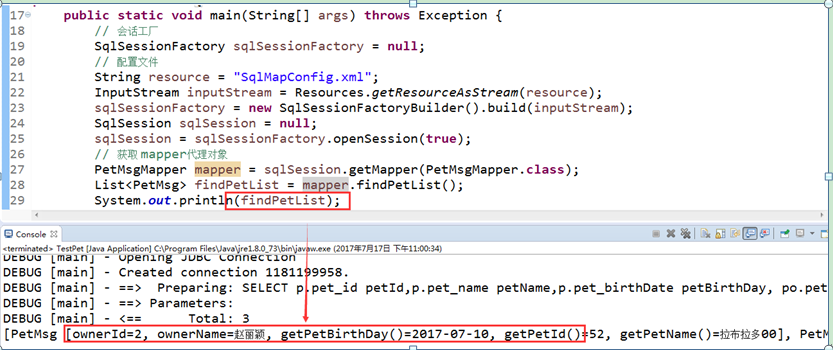 17 public static void main(String[] args) throws Exception {
18 // 会话工厂
19 SqlSessionFactory sqlSessionFactory = null;
20 // 配置文件
21 String resource = "SqlMapConfig.xml";
22 InputStream inputStream = Resources.getResourceAsStream(resource);
23 sqlSessionFactory = new SqlSessionFactoryBuilder().build(inputStream);
24 SqlSession sqlSession = null;
25 sqlSession = sqlSessionFactory.openSession(true);
26 // 获取 mapper代理对象
27 PetMsgMapper mapper = sqlSession.getMapper(PetMsgMapper.class);
28 List<PetMsg> findPetList = mapper.findPetList();
29 System.out.println(findPetList);
Console
<terminated> TestPet [Java Application] C:\Program Files\Java\jre1.8.0_73\bin\javaw.exe (2017年7月17日 下午11:00:34)
DEBUG [main] - Opening JDBC Connection
DEBUG [main] - Created connection 1181199958.
DEBUG [main] - ==>  Preparing: SELECT p.pet_id petId,p.pet_name petName,p.pet_birthDate petBirthDay, po.pet
DEBUG [main] - ==> Parameters:
DEBUG [main] - <==      Total: 3
[PetMsg [ownerId=2, ownerName=赵丽颖, getPetBirthDay()=2017-07-10, getPetId()=52, getPetName()=拉布拉多00], PetM